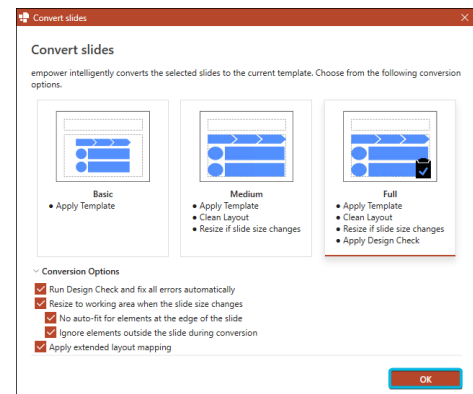 Convert slides
Convert slides
empower intelligently converts the selected slides to the current template. Choose from the following conversion
options.
Basic
• Apply Template
Medium
• Apply Template
• Clean Layout
• Resize if slide size changes
Full
• Apply Template
• Clean Layout
• Resize if slide size changes
• Apply Design Check
Conversion Options
Run Design Check and fix all errors automatically
Resize to working area when the slide size changes
No auto-fit for elements at the edge of the slide
Ignore elements outside the slide during conversion
Apply extended layout mapping
OK